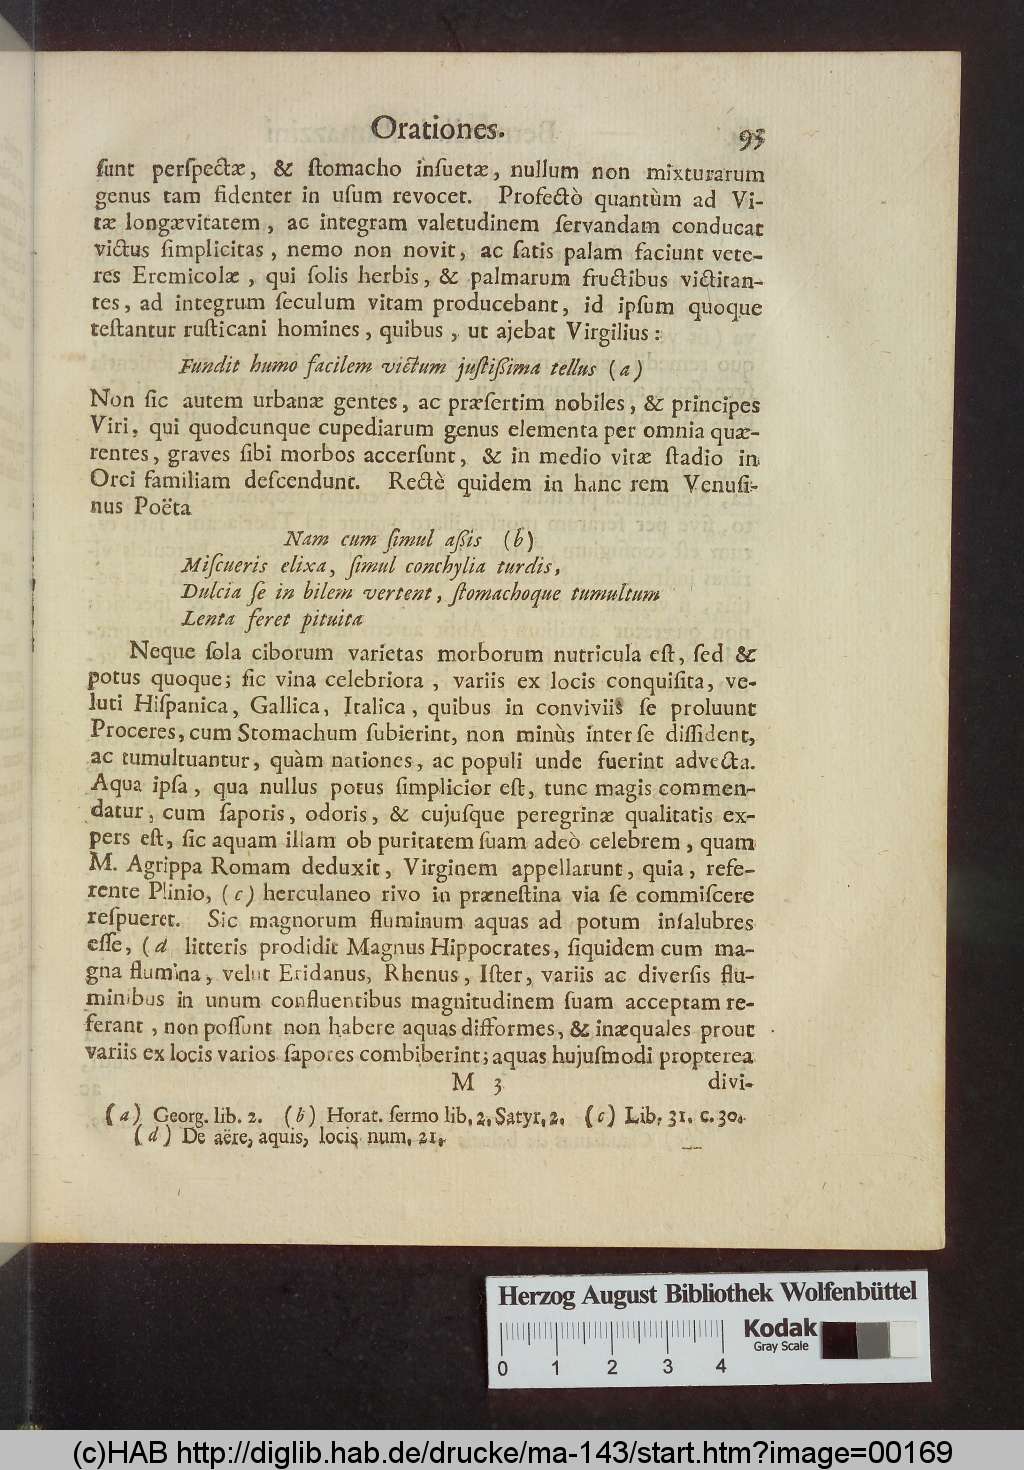 Orationes. 93
ſunt perſpectæ, & ſtomacho inſuetæ, nullum non mixturarum
genus tam fidenter in uſum revocet. Profectò quantùm ad Vi-
tæ longævitatem, ac integram valetudinem ſervandam conducat
victus ſimplicitas, nemo non novit, ac ſatis palam faciunt vete-
res Eremicolæ, qui ſolis herbis, & palmarum fructibus victitan-
tes, ad integrum ſeculum vitam producebant, id ipſum quoque
teſtantur ruſticani homines, quibus, ut ajebat Virgilius:
Fundit humo facilem victum juſtißima tellus (a)
Non ſic autem urbanæ gentes, ac præſertim nobiles, & principes
Viri, qui quodcunque cupediarum genus elementa per omnia quæ-
rentes, graves ſibi morbos accerſunt, & in medio vitæ ſtadio in
Orci familiam deſcendunt. Rectè quidem in hanc rem Venuſi-
nus Poëta
Nam cum ſimul aßis (b)
Miſcueris elixa, ſimul conchylia turdis,
Dulcia ſe in bilem vertent, ſtomachoque tumultum
Lenta feret pituita
Neque ſola ciborum varietas morborum nutricula eſt, ſed &
potus quoque; ſic vina celebriora, variis ex locis conquiſita, ve-
luti Hiſpanica, Gallica, Italica, quibus in conviviis ſe proluunt
Proceres, cum Stomachum ſubierint, non minùs inter ſe diſſident,
ac tumultuantur, quàm nationes, ac populi unde fuerint advecta.
Aqua ipſa, qua nullus potus ſimplicior eſt, tunc magis commen-
datur, cum ſaporis, odoris, & cujuſque peregrinæ qualitatis ex-
pers eſt, ſic aquam illam ob puritatem ſuam adeò celebrem, quam
M. Agrippa Romam deduxit, Virginem appellarunt, quia, refe-
rente Plinio, (c) herculaneo rivo in præneſtina via ſe commiſcere
reſpueret. Sic magnorum fluminum aquas ad potum inſalubres
eſſe, (d litteris prodidit Magnus Hippocrates, ſiquidem cum ma-
gna flumina, velut Eridanus, Rhenus, Iſter, variis ac diverſis flu-
minibus in unum confluentibus magnitudinem ſuam acceptam re-
ferant, non poſſunt non habere aquas difformes, & inæquales prout
variis ex locis varios ſapores combiberint; aquas hujuſmodi propterea
M 3 divi-
(a) Georg. lib. 2. (b) Horat. ſermo lib, 2, Satyr, 2. (c) Lib. 31. c. 30.
(d) De aëre, aquis, locis num, 21.
Herzog August Bibliothek Wolfenbüttel
0 1 2 3 4
Kodak
Gray Scale
(c)HAB http://diglib.hab.de/drucke/ma-143/start.htm?image=00169